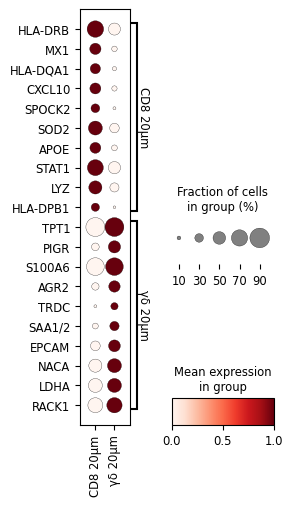 HLA-DRB
MX1
HLA-DQA1
CXCL10
SPOCK2
SOD2
APOE
STAT1
LYZ
HLA-DPB1
TPT1
PIGR
S100A6
AGR2
TRDC
SAA1/2
EPCAM
NACA
LDHA
RACK1
CD8 20μm
γδ 20μm
CD8 20μm
γδ 20μm
Fraction of cells
in group (%)
10 30 50 70 90
Mean expression
in group
0.0 0.5 1.0